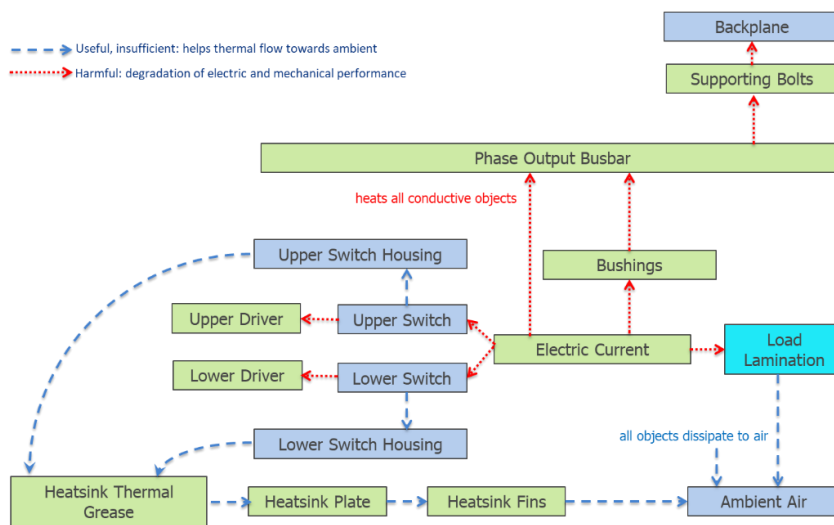 Backplane
Useful, insufficient: helps thermal flow towards ambient
Harmful: degradation of electric and mechanical performance
Supporting Bolts
Phase Output Busbar
heats all conductive objects
Upper Switch Housing
Bushings
Upper Driver
Upper Switch
Electric Current
Load
Lamination
Lower Driver
Lower Switch
Lower Switch Housing
all objects dissipate to air
Heatsink Thermal
Grease
Heatsink Plate
Heatsink Fins
Ambient Air